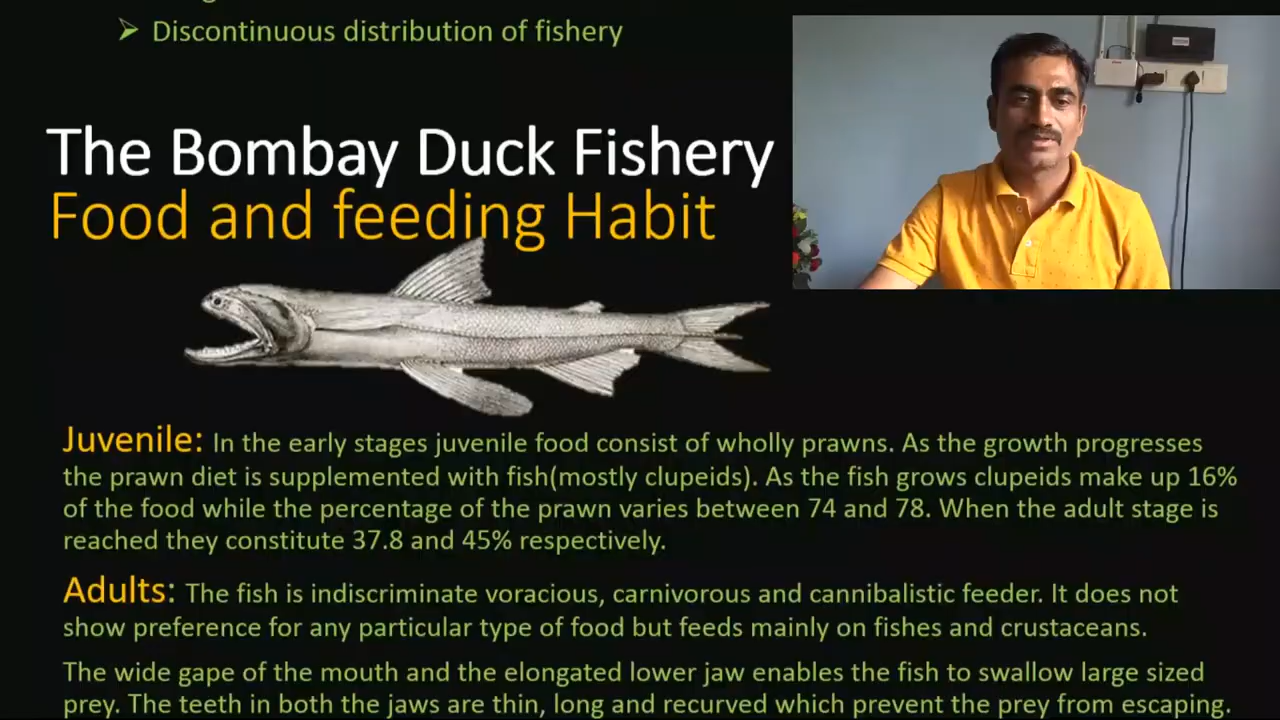 Discontinuous distribution of fishery
The Bombay Duck Fishery
Food and feeding Habit
Juvenile: In the early stages juvenile food consist of wholly prawns. As the growth progresses
the prawn diet is supplemented with fish(mostly clupeids). As the fish grows clupeids make up 16%
of the food while the percentage of the prawn varies between 74 and 78. When the adult stage is
reached they constitute 37.8 and 45% respectively.
Adults: The fish is indiscriminate voracious, carnivorous and cannibalistic feeder. It does not
show preference for any particular type of food but feeds mainly on fishes and crustaceans.
The wide gape of the mouth and the elongated lower jaw enables the fish to swallow large sized
prey. The teeth in both the jaws are thin, long and recurved which prevent the prey from escaping.